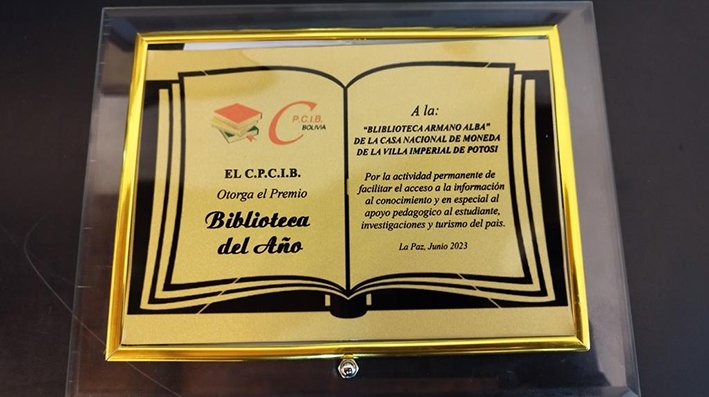 C P.C.I.B.
BOLIVIA
EL C.P.C.I.B.
Otorga el Premio
Biblioteca
del Año
A la:
"BLIBLIOTECA ARMANO ALBA"
DE LA CASA NACIONAL DE MONEDA
DE LA VILLA IMPERIAL DE POTOSI
Por la actividad permanente de
facilitar el acceso a la información
al conocimiento y en especial al
apoyo pedagogico al estudiante,
investigaciones y turismo del pais.
La Paz, Junio 2023